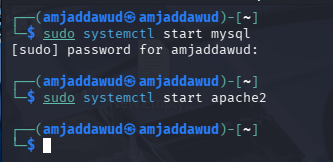 ┌──(amjaddawud㉿amjaddawud)-[~]
└─$ sudo systemctl start mysql
[sudo] password for amjaddawud:

┌──(amjaddawud㉿amjaddawud)-[~]
└─$ sudo systemctl start apache2

┌──(amjaddawud㉿amjaddawud)-[~]
└─$